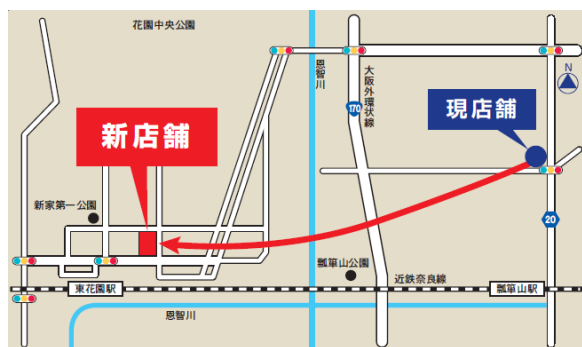 花園中央公園
N
恩智川
大阪外環状線
170
現店舗
新店舗
新家第一公園
20
瓢箪山公園
近鉄奈良線
東花園駅
瓢箪山駅
恩智川